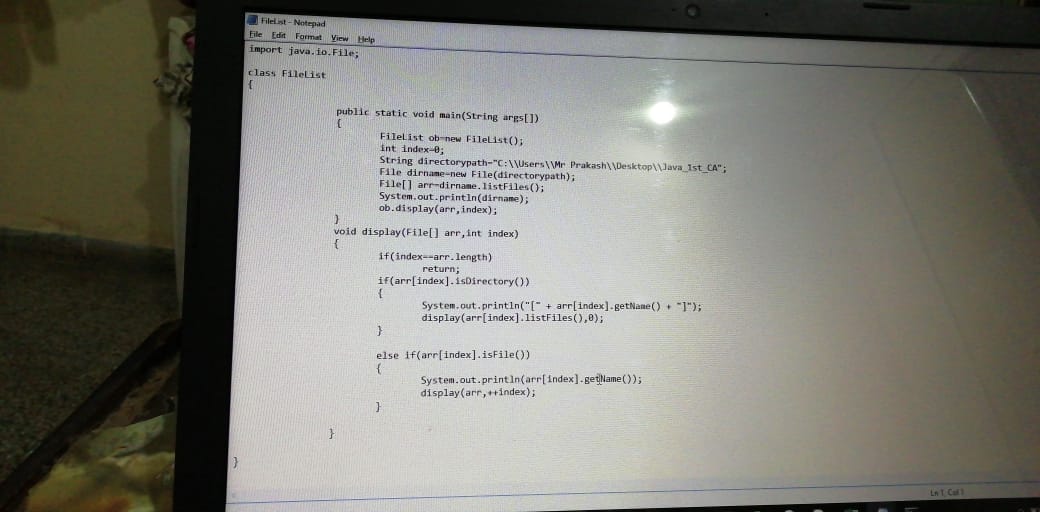 FileList - Notepad
File Edit Format View Help
import java.io.File;
class FileList
{
public static void main(String args[])
{
FileList ob=new FileList();
int index=0;
String directorypath="C:\\Users\\Mr Prakash\\Desktop\\Java_1st_CA";
File dirname=new File(directorypath);
File[] arr=dirname.listFiles();
System.out.println(dirname);
ob.display(arr,index);
}
void display(File[] arr,int index)
{
if(index==arr.length)
return;
if(arr[index].isDirectory())
{
System.out.println("[" + arr[index].getName() + "]");
display(arr[index].listFiles(),0);
}
else if(arr[index].isFile())
{
System.out.println(arr[index].getName());
display(arr,++index);
}
}
}
Ln 1, Col 1